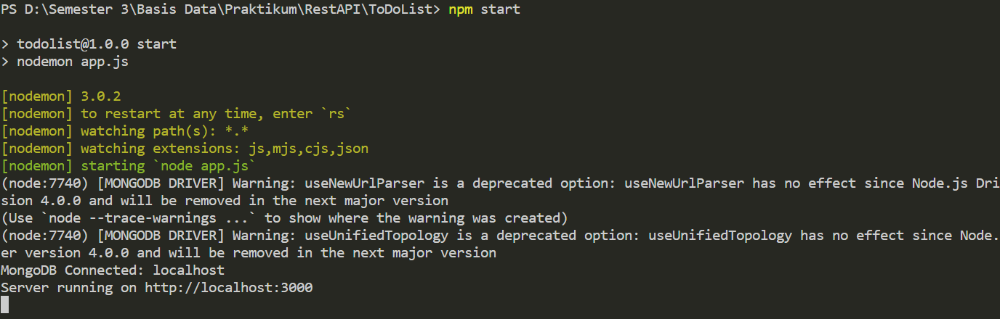 PS D:\Semester 3\Basis Data\Praktikum\RestAPI\ToDoList> npm start
> todolist@1.0.0 start
> nodemon app.js
[nodemon] 3.0.2
[nodemon] to restart at any time, enter `rs`
[nodemon] watching path(s): *.*
[nodemon] watching extensions: js,mjs,cjs,json
[nodemon] starting `node app.js`
(node:7740) [MONGODB DRIVER] Warning: useNewUrlParser is a deprecated option: useNewUrlParser has no effect since Node.js Dri
sion 4.0.0 and will be removed in the next major version
(Use `node --trace-warnings ...` to show where the warning was created)
(node:7740) [MONGODB DRIVER] Warning: useUnifiedTopology is a deprecated option: useUnifiedTopology has no effect since Node.
er version 4.0.0 and will be removed in the next major version
MongoDB Connected: localhost
Server running on http://localhost:3000